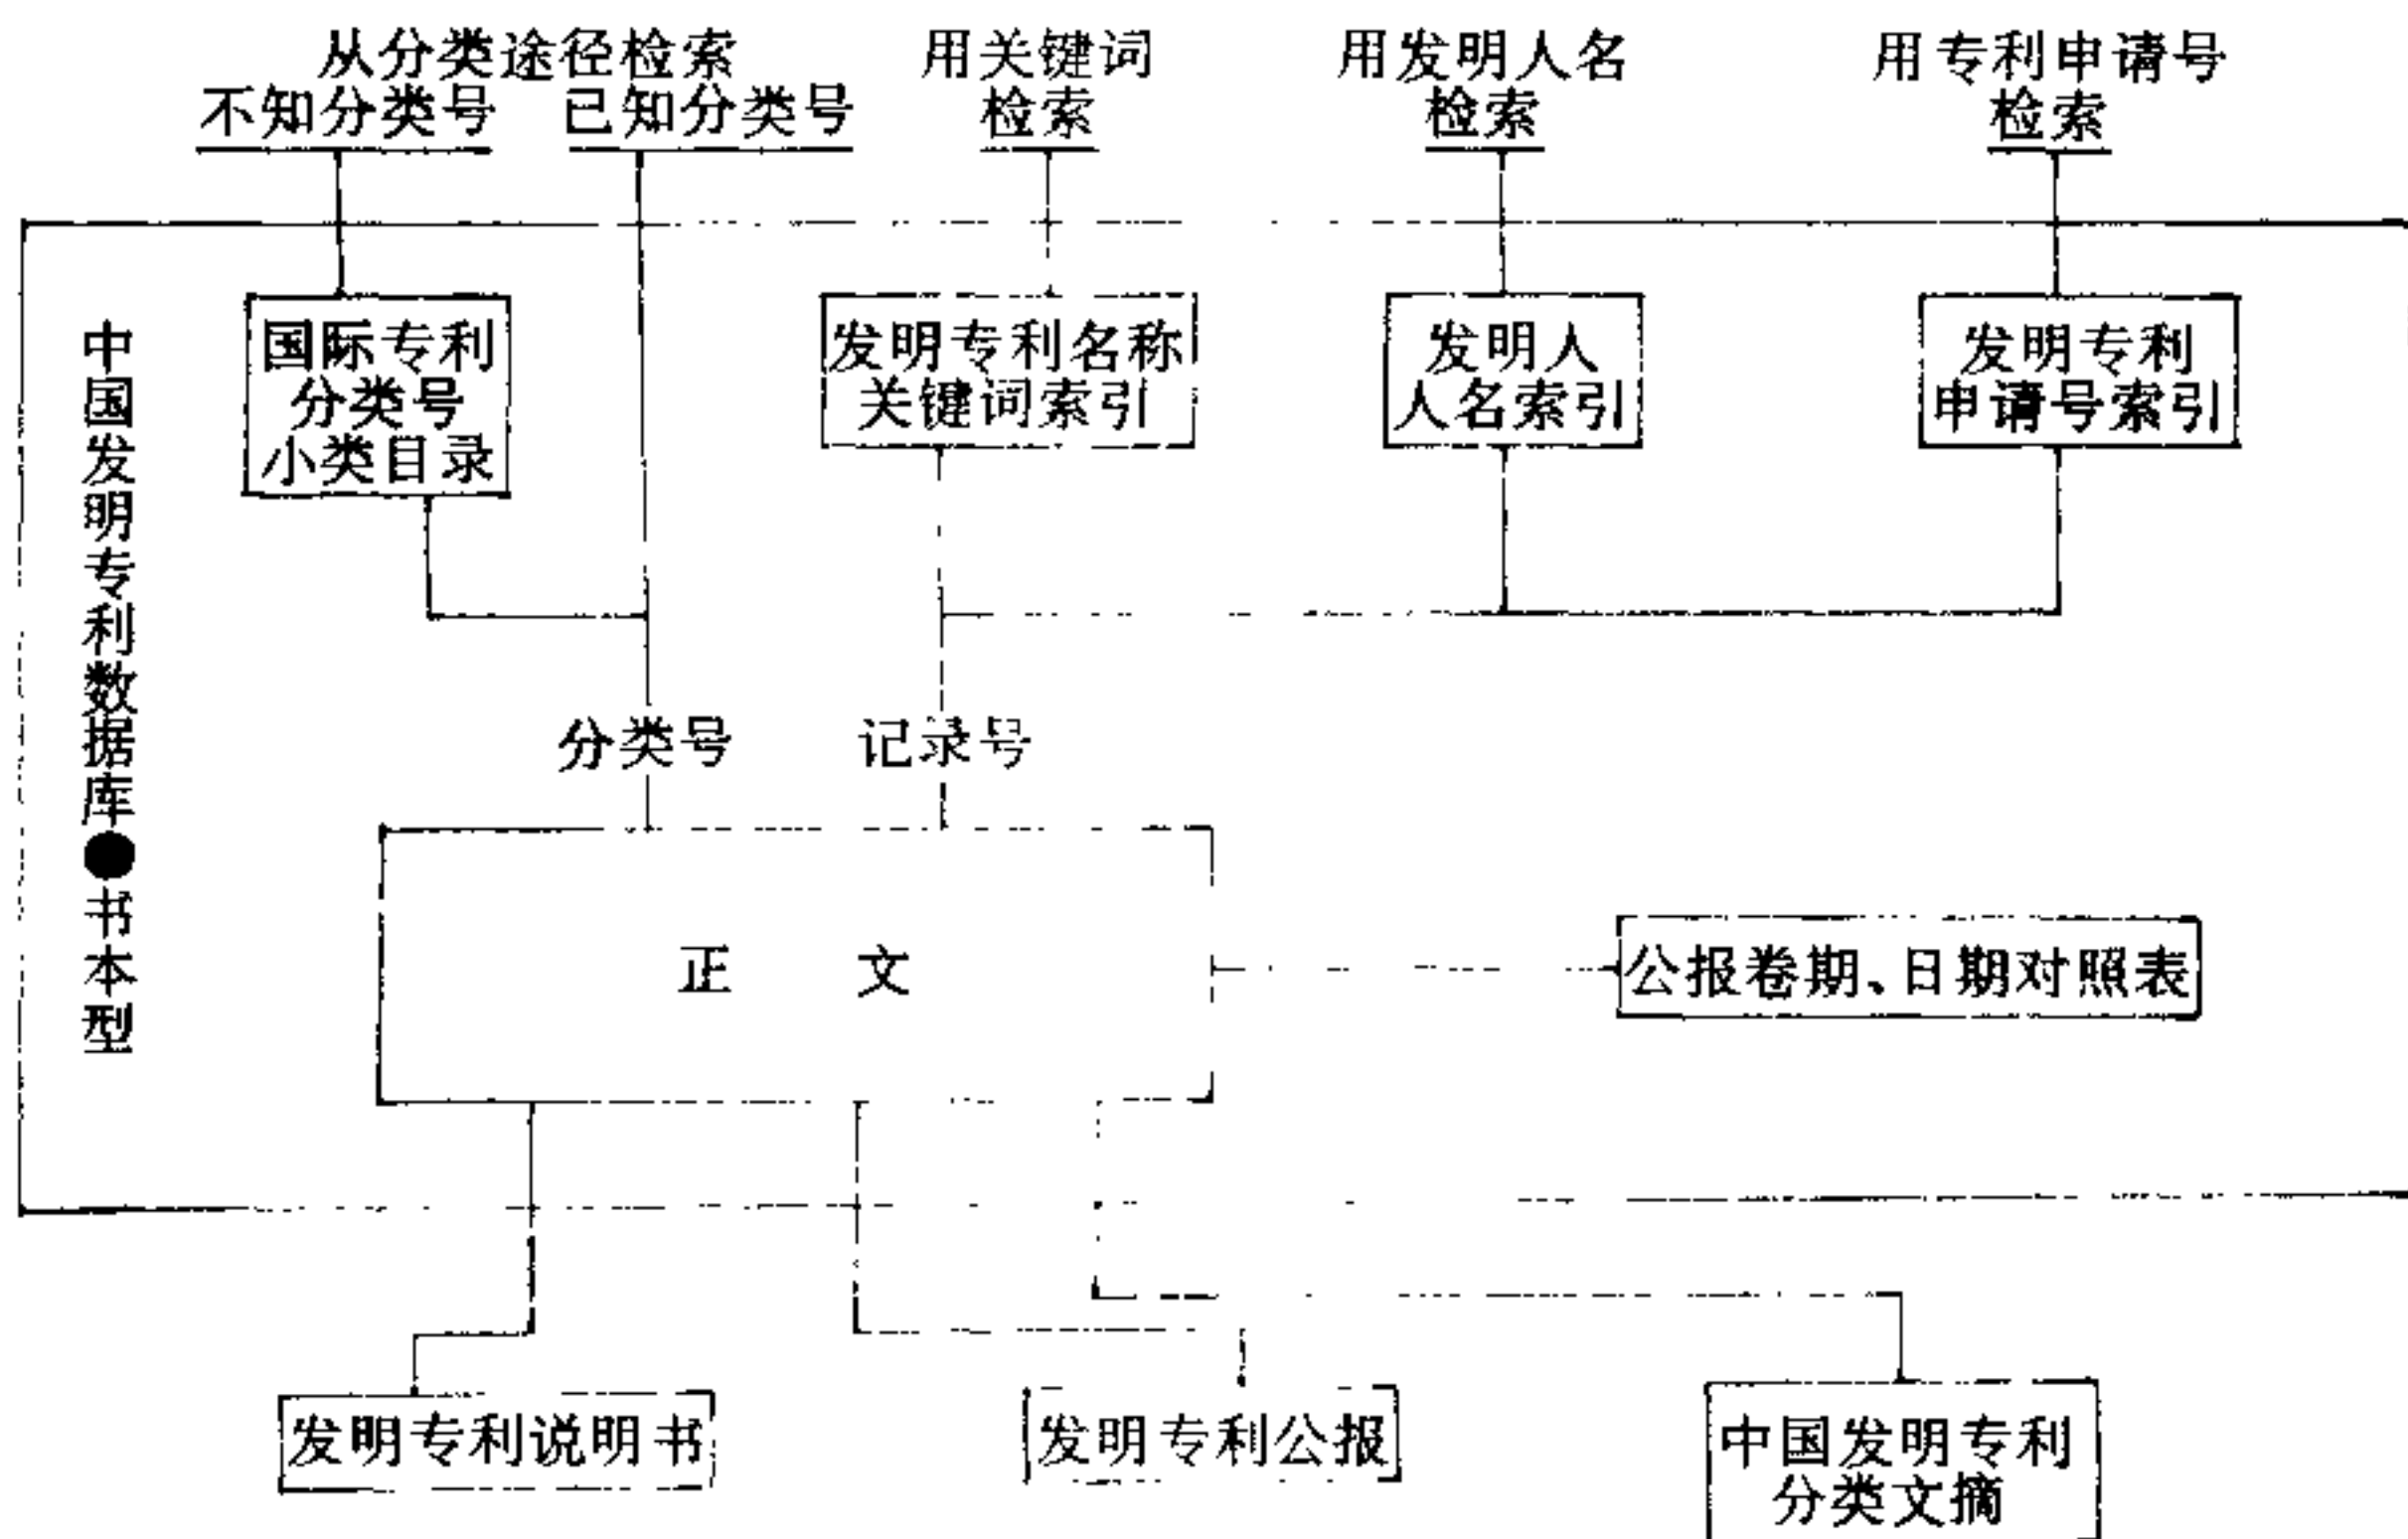 从分类途径检索
不知分类号
已知分类号
用关键词
检索
用发明人名
检索
用专利申请号
检索
中国发明专利数据库●书本型
国际专利
分类号
小类目录
发明专利名称
关键词索引
发明人
人名索引
发明专利
申请号索引
分类号
记录号
正 文
公报卷期、日期对照表
发明专利说明书
发明专利公报
中国发明专利
分类文摘